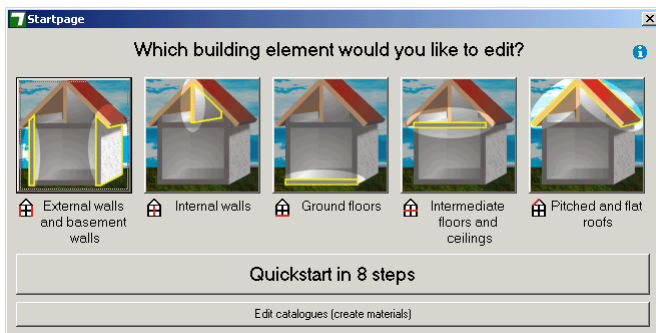 Startpage
Which building element would you like to edit?
External walls
and basement
walls
Internal walls
Ground floors
Intermediate
floors and
ceilings
Pitched and flat
roofs
Quickstart in 8 steps
Edit catalogues (create materials)